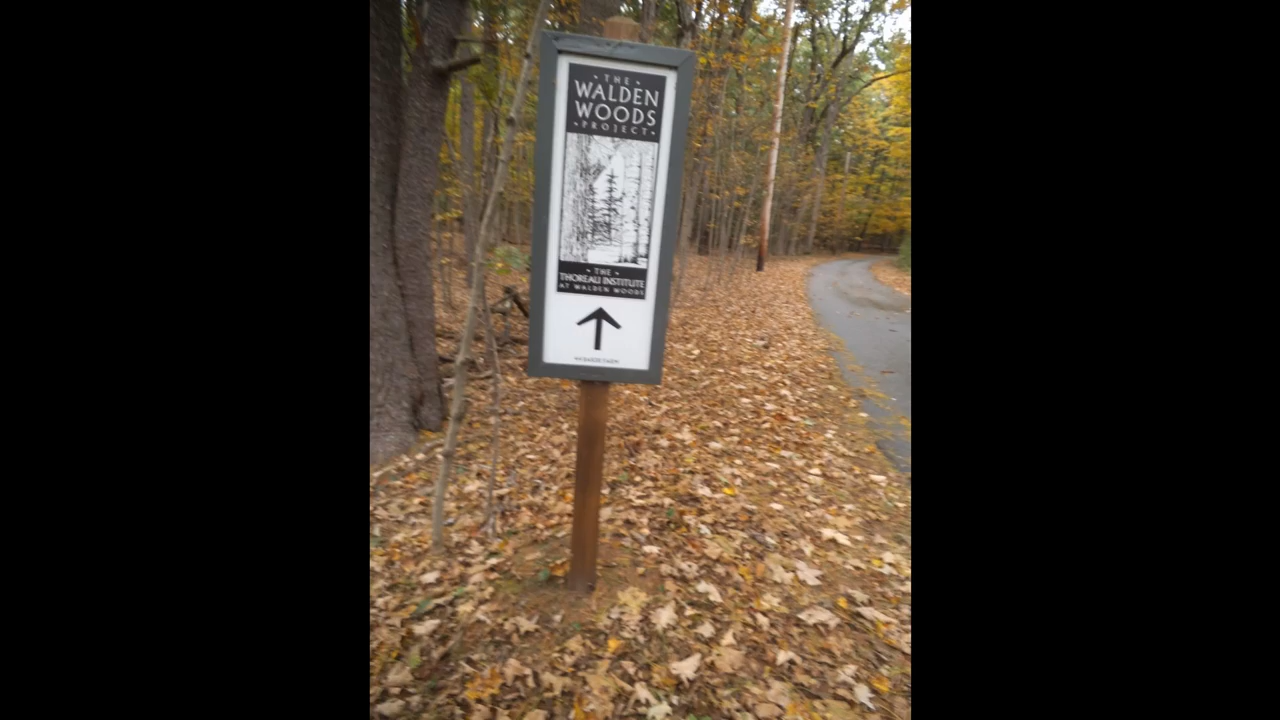 • THE •
WALDEN
WOODS
• PROJECT •
• THE •
THOREAU INSTITUTE
AT WALDEN WOODS